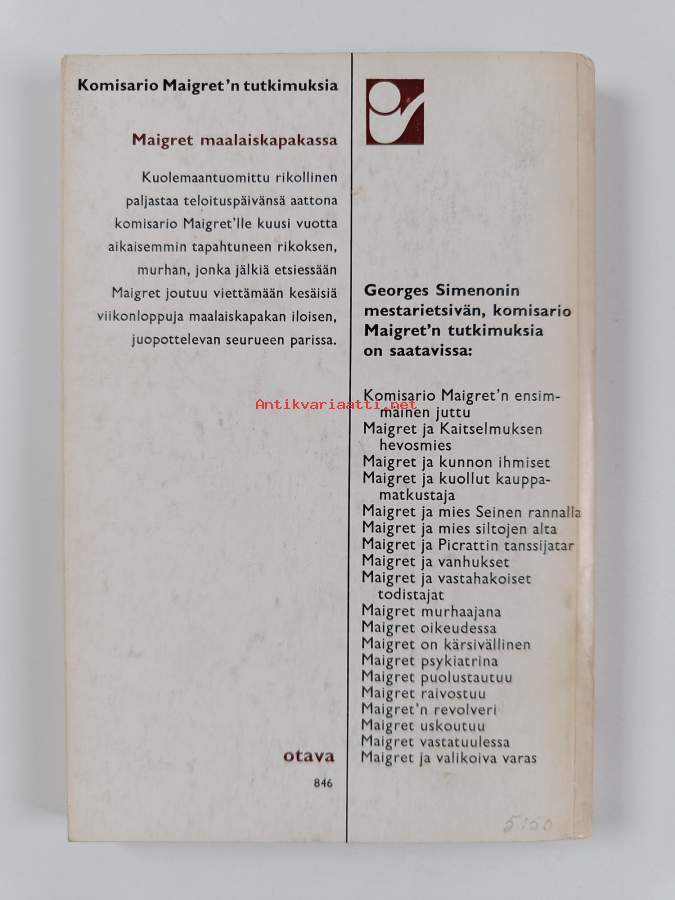 Komisario Maigret'n tutkimuksia
Maigret maalaiskapakassa
Kuolemaantuomittu rikollinen
paljastaa teloituspäivänsä aattona
komisario Maigret'lle kuusi vuotta
aikaisemmin tapahtuneen rikoksen,
murhan, jonka jälkiä etsiessään
Maigret joutuu viettämään kesäisiä
viikonloppuja maalaiskapakan iloisen,
juopottelevan seurueen parissa.
otava
846
Georges Simenonin
mestarietsivän, komisario
Maigret'n tutkimuksia
on saatavissa:
Komisario Maigret'n ensim-
mäinen juttu
Maigret ja Kaitselmuksen
hevosmies
Maigret ja kunnon ihmiset
Maigret ja kuollut kauppa-
matkustaja
Maigret ja mies Seinen rannalla
Maigret ja mies siltojen alta
Maigret ja Picrattin tanssijatar
Maigret ja vanhukset
Maigret ja vastahakoiset
todistajat
Maigret murhaajana
Maigret oikeudessa
Maigret on kärsivällinen
Maigret psykiatrina
Maigret puolustautuu
Maigret raivostuu
Maigret'n revolveri
Maigret uskoutuu
Maigret vastatuulessa
Maigret ja valikoiva varas
5150
Antikvariaatti.net